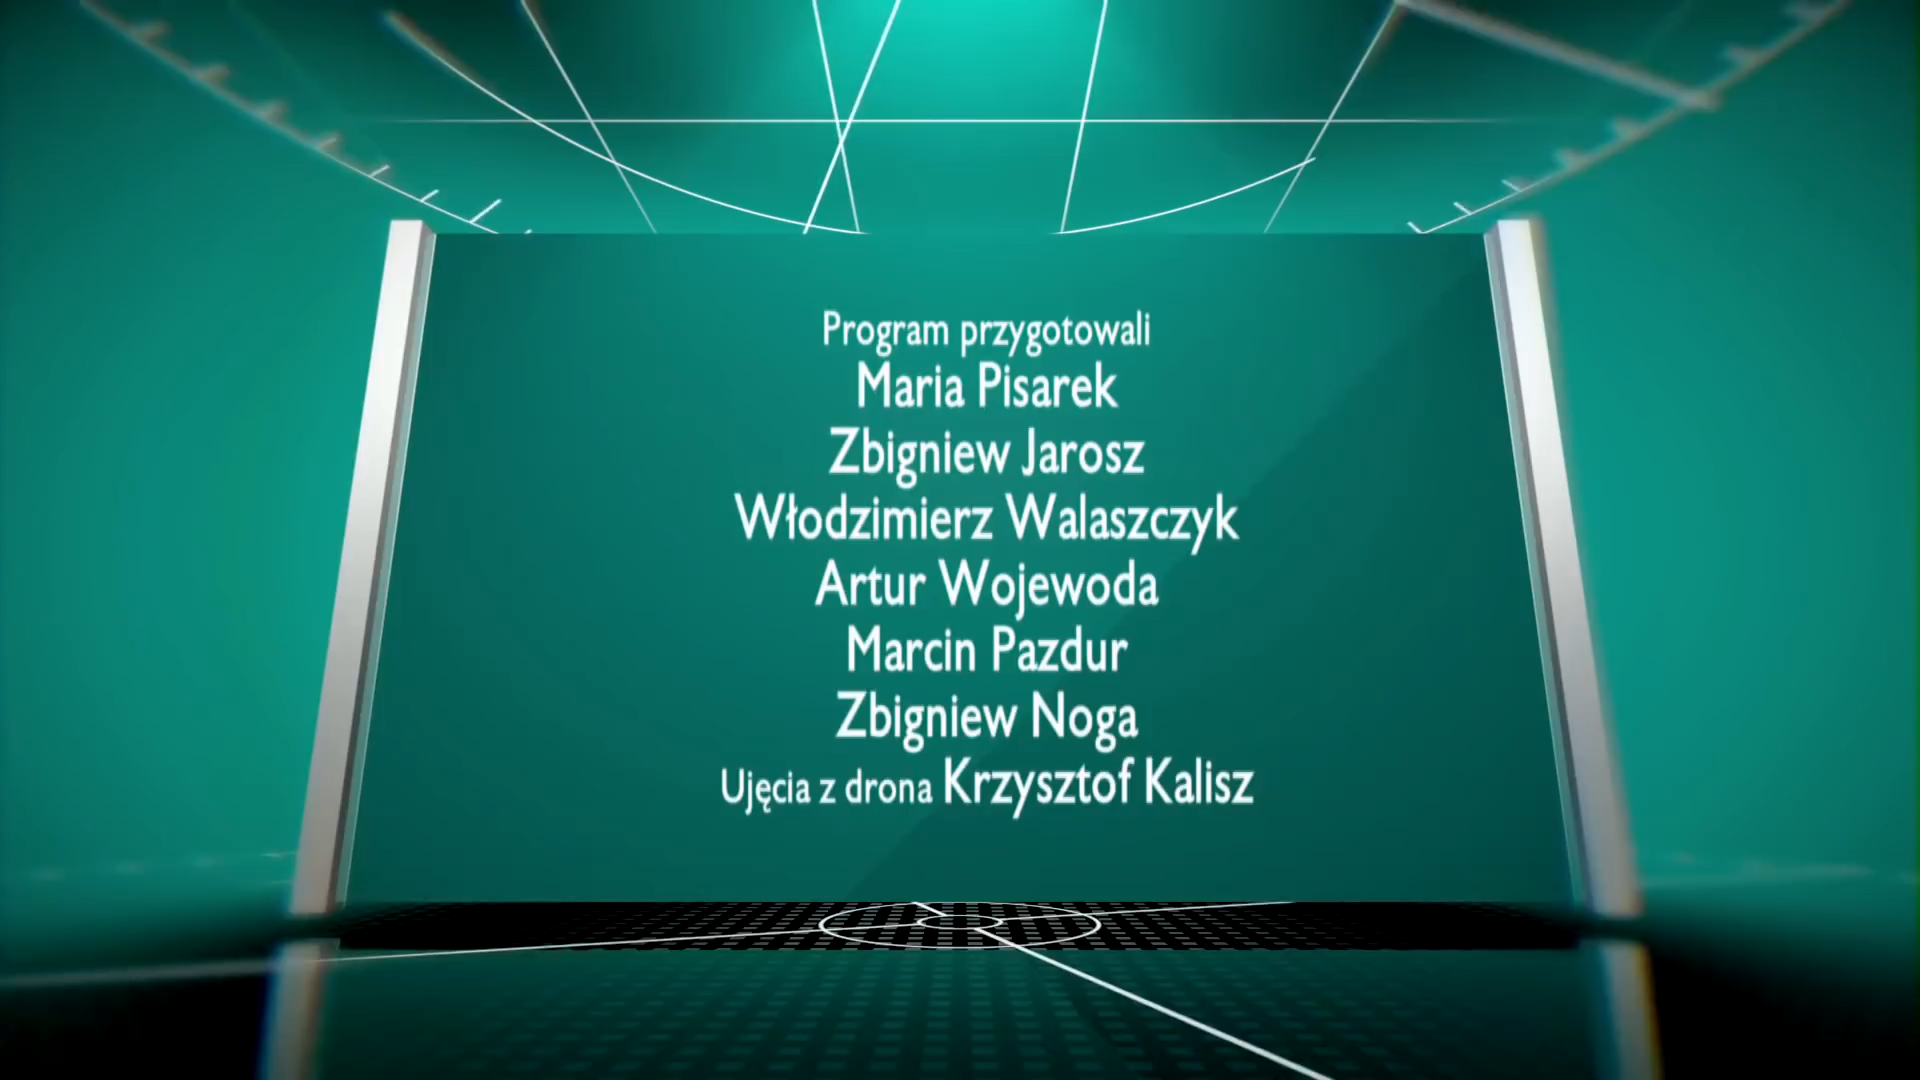 Program przygotowali
Maria Pisarek
Zbigniew Jarosz
Włodzimierz Walaszczyk
Artur Wojewoda
Marcin Pazdur
Zbigniew Noga
Ujęcia z drona Krzysztof Kalisz